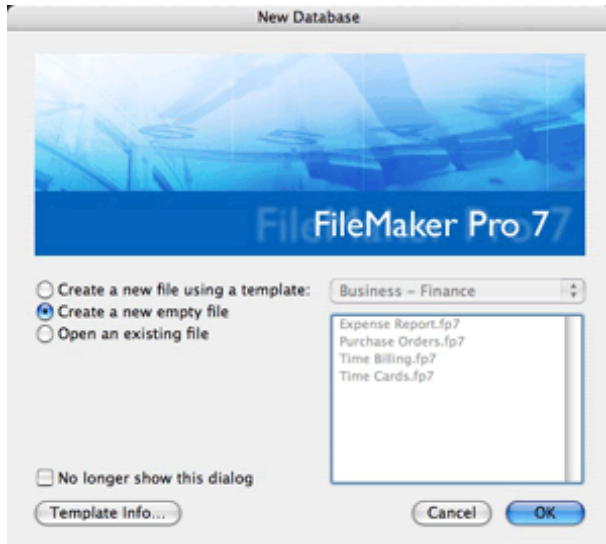 New Database
FileMaker Pro 7
Create a new file using a template:
Business – Finance
Create a new empty file
Open an existing file
Expense Report.fp7
Purchase Orders.fp7
Time Billing.fp7
Time Cards.fp7
No longer show this dialog
Template Info...
Cancel
OK